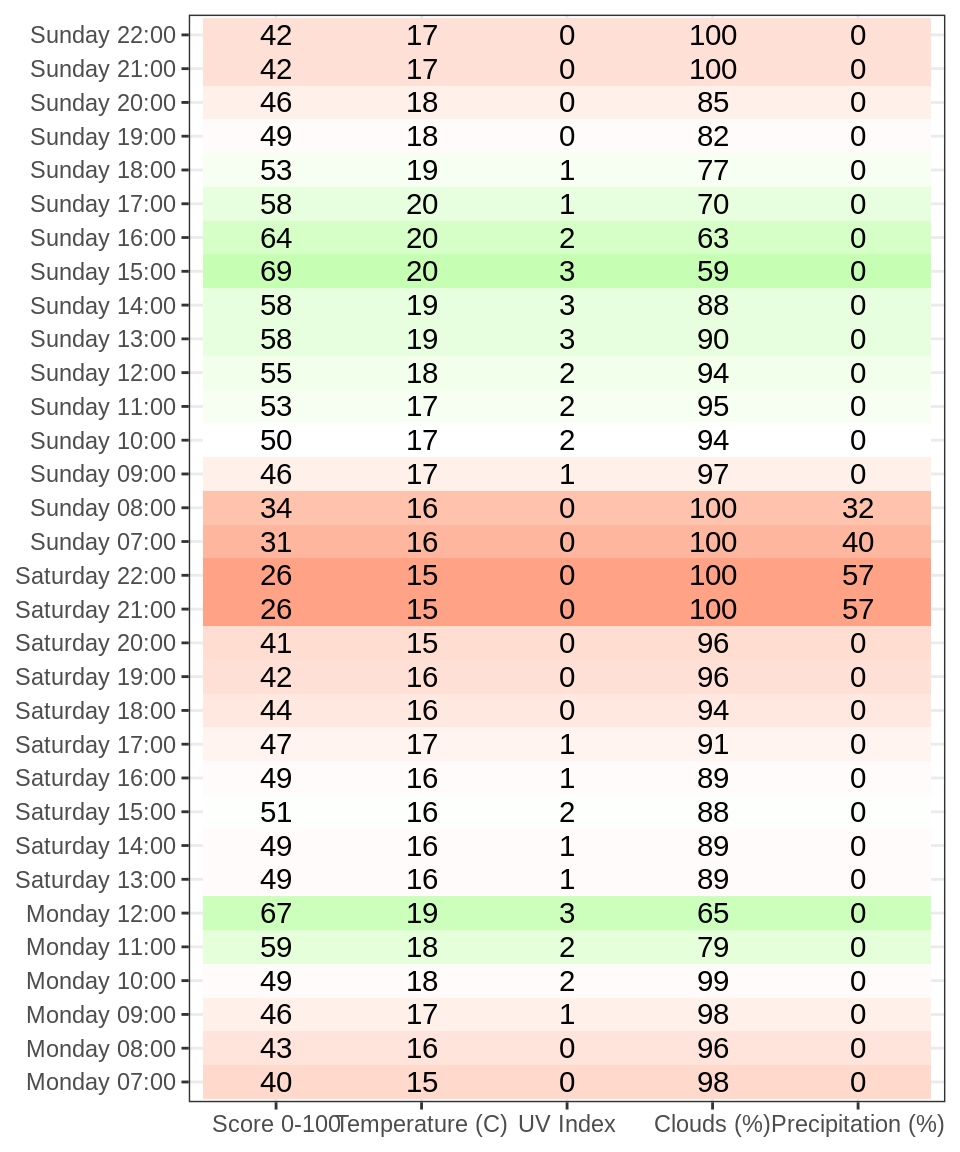 Sunday 22:00 42 17 0 100 0
Sunday 21:00 42 17 0 100 0
Sunday 20:00 46 18 0 85 0
Sunday 19:00 49 18 0 82 0
Sunday 18:00 53 19 1 77 0
Sunday 17:00 58 20 1 70 0
Sunday 16:00 64 20 2 63 0
Sunday 15:00 69 20 3 59 0
Sunday 14:00 58 19 3 88 0
Sunday 13:00 58 19 3 90 0
Sunday 12:00 55 18 2 94 0
Sunday 11:00 53 17 2 95 0
Sunday 10:00 50 17 2 94 0
Sunday 09:00 46 17 1 97 0
Sunday 08:00 34 16 0 100 32
Sunday 07:00 31 16 0 100 40
Saturday 22:00 26 15 0 100 57
Saturday 21:00 26 15 0 100 57
Saturday 20:00 41 15 0 96 0
Saturday 19:00 42 16 0 96 0
Saturday 18:00 44 16 0 94 0
Saturday 17:00 47 17 1 91 0
Saturday 16:00 49 16 1 89 0
Saturday 15:00 51 16 2 88 0
Saturday 14:00 49 16 1 89 0
Saturday 13:00 49 16 1 89 0
Monday 12:00 67 19 3 65 0
Monday 11:00 59 18 2 79 0
Monday 10:00 49 18 2 99 0
Monday 09:00 46 17 1 98 0
Monday 08:00 43 16 0 96 0
Monday 07:00 40 15 0 98 0
Score 0-100 Temperature (C) UV Index Clouds (%) Precipitation (%)